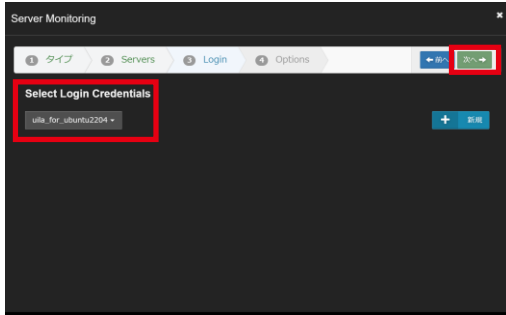 Server Monitoring
1 タイプ 2 Servers 3 Login 4 Options 前へ 次へ
Select Login Credentials
uila_for_ubuntu2204
新規